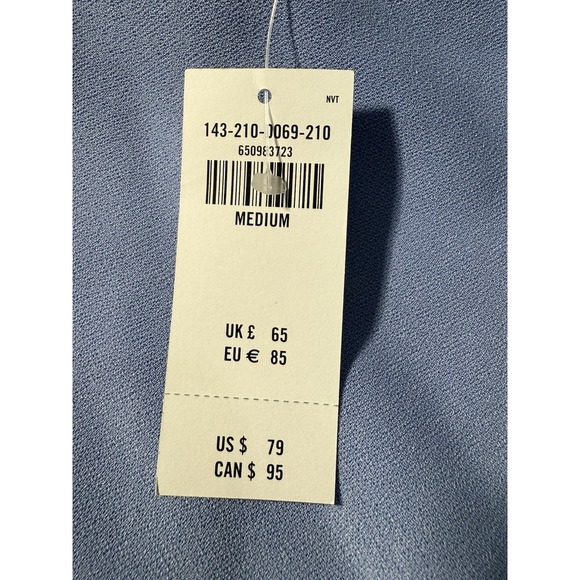 NVT
143-210-0069-210
650983723
MEDIUM
UK £ 65
EU € 85
US $ 79
CAN $ 95